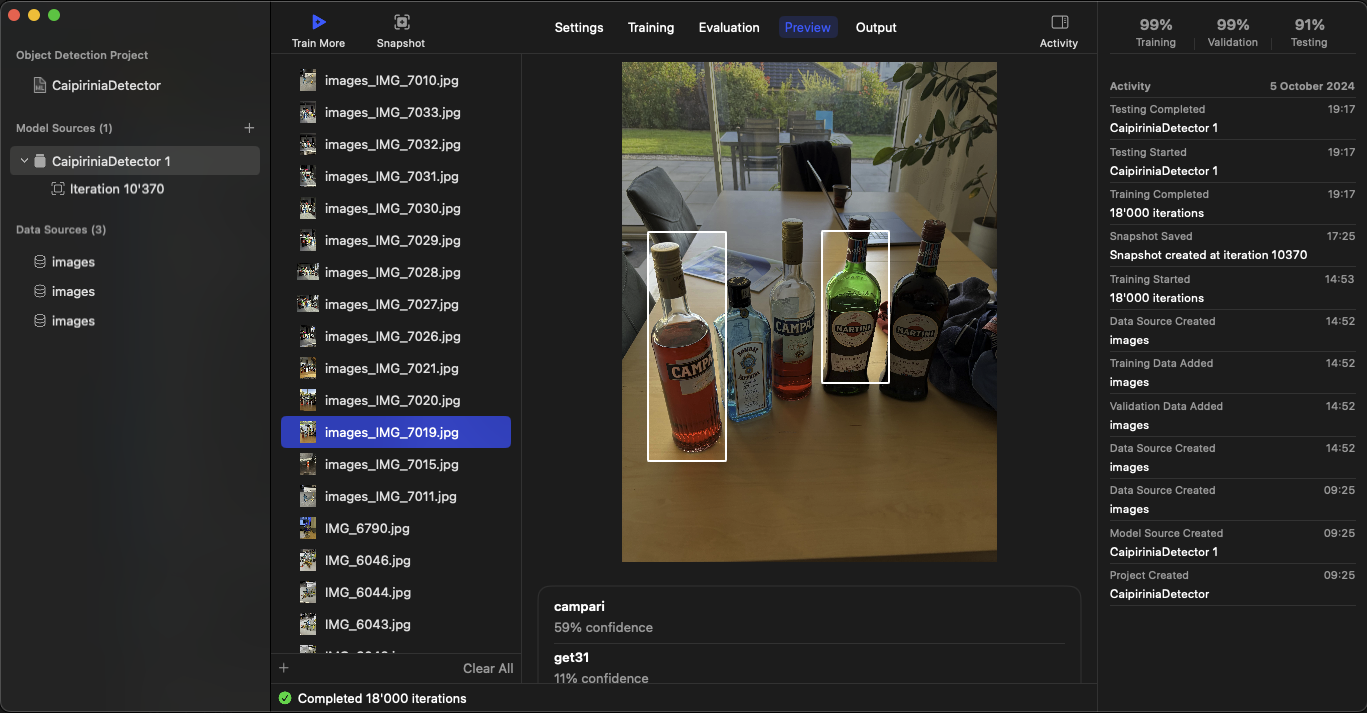 Object Detection Project
CaipiriniaDetector
Model Sources (1)
CaipiriniaDetector 1
Iteration 10'370
Data Sources (3)
images
images
images
Train More
Snapshot
Settings
Training
Evaluation
Preview
Output
Activity
images_IMG_7010.jpg
images_IMG_7033.jpg
images_IMG_7032.jpg
images_IMG_7031.jpg
images_IMG_7030.jpg
images_IMG_7029.jpg
images_IMG_7028.jpg
images_IMG_7027.jpg
images_IMG_7026.jpg
images_IMG_7021.jpg
images_IMG_7020.jpg
images_IMG_7019.jpg
images_IMG_7015.jpg
images_IMG_7011.jpg
IMG_6790.jpg
IMG_6046.jpg
IMG_6044.jpg
IMG_6043.jpg
Clear All
CAMPARI
BOMBAY
CAMPARI
MARTINI
MARTINI
campari
59% confidence
get31
11% confidence
Completed 18'000 iterations
99% 99% 91%
Training Validation Testing
Activity 5 October 2024
Testing Completed 19:17
CaipiriniaDetector 1
Testing Started 19:17
CaipiriniaDetector 1
Training Completed 19:17
18'000 iterations
Snapshot Saved 17:25
Snapshot created at iteration 10370
Training Started 14:53
18'000 iterations
Data Source Created 14:52
images
Training Data Added 14:52
images
Validation Data Added 14:52
images
Data Source Created 14:52
images
Data Source Created 09:25
images
Model Source Created 09:25
CaipiriniaDetector 1
Project Created 09:25
CaipiriniaDetector